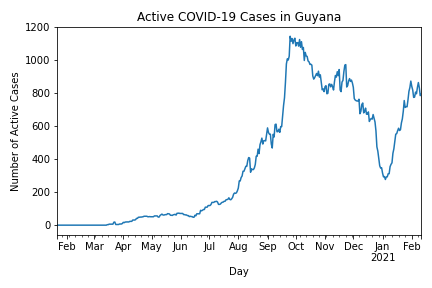 Active COVID-19 Cases in Guyana
Number of Active Cases
1200
1000
800
600
400
200
0
Feb Mar Apr May Jun Jul Aug Sep Oct Nov Dec Jan Feb
2021
Day